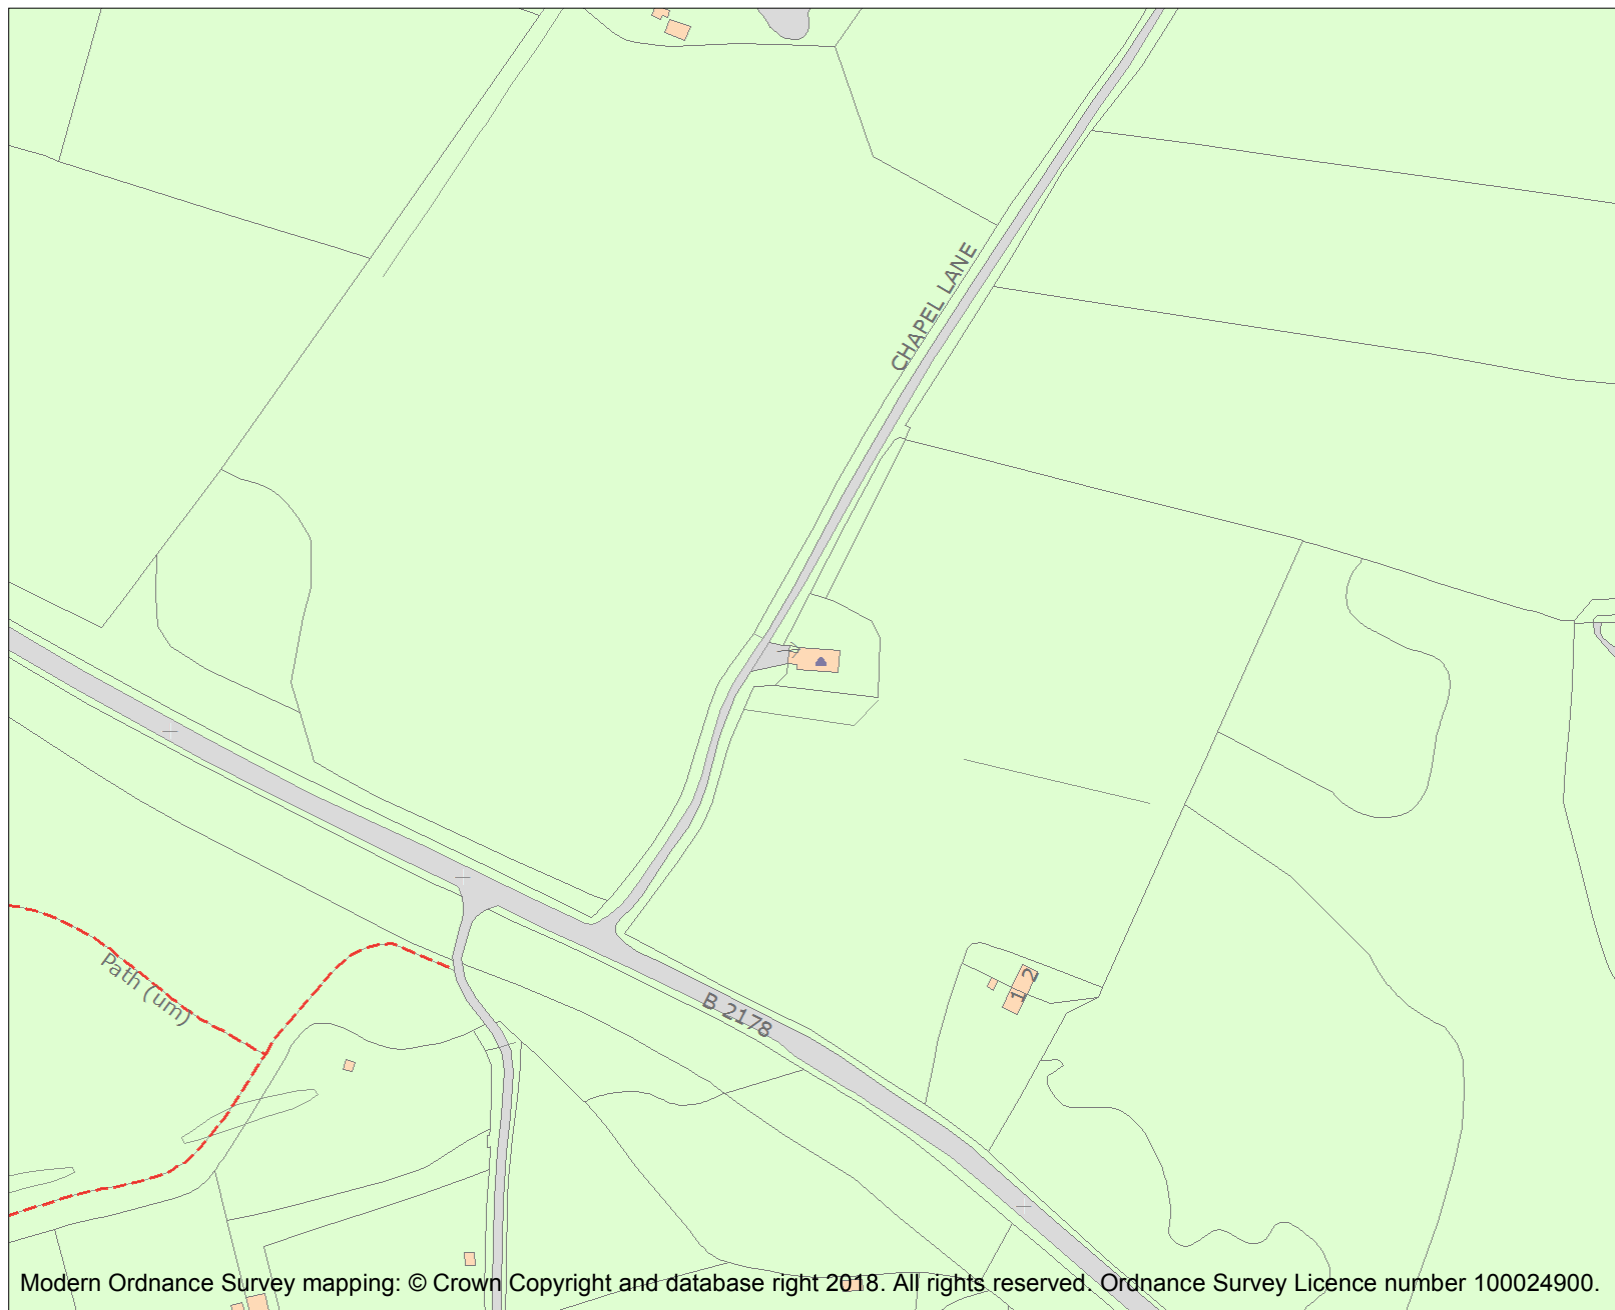 CHAPEL LANE
Path (um)
B 2178
1 2
Modern Ordnance Survey mapping: © Crown Copyright and database right 2018. All rights reserved. Ordnance Survey Licence number 100024900.